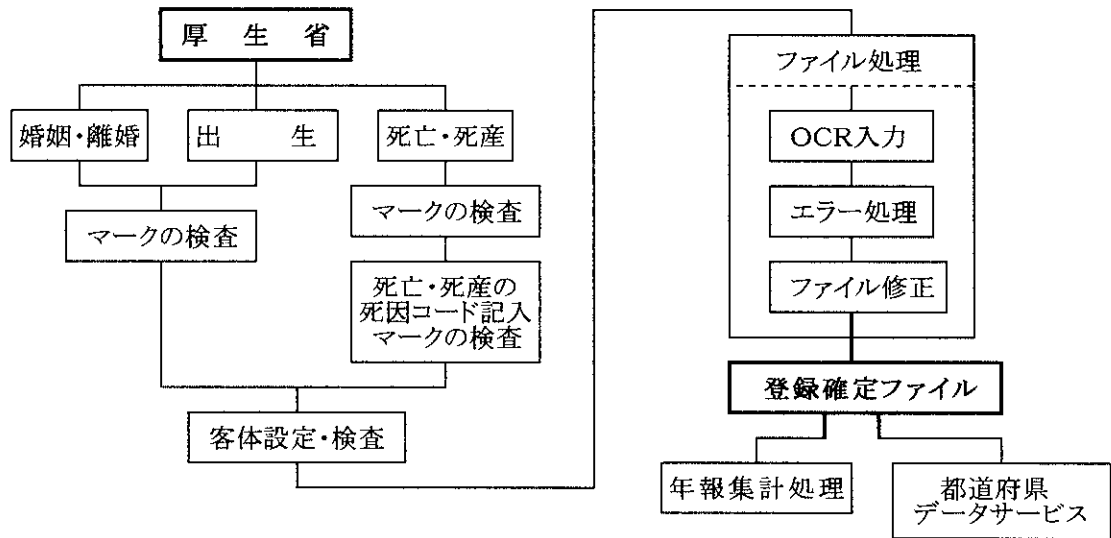 厚生省
婚姻・離婚
出生
死亡・死産
マークの検査
マークの検査
死亡・死産の
死因コード記入
マークの検査
客体設定・検査
ファイル処理
OCR入力
エラー処理
ファイル修正
登録確定ファイル
年報集計処理
都道府県
データサービス